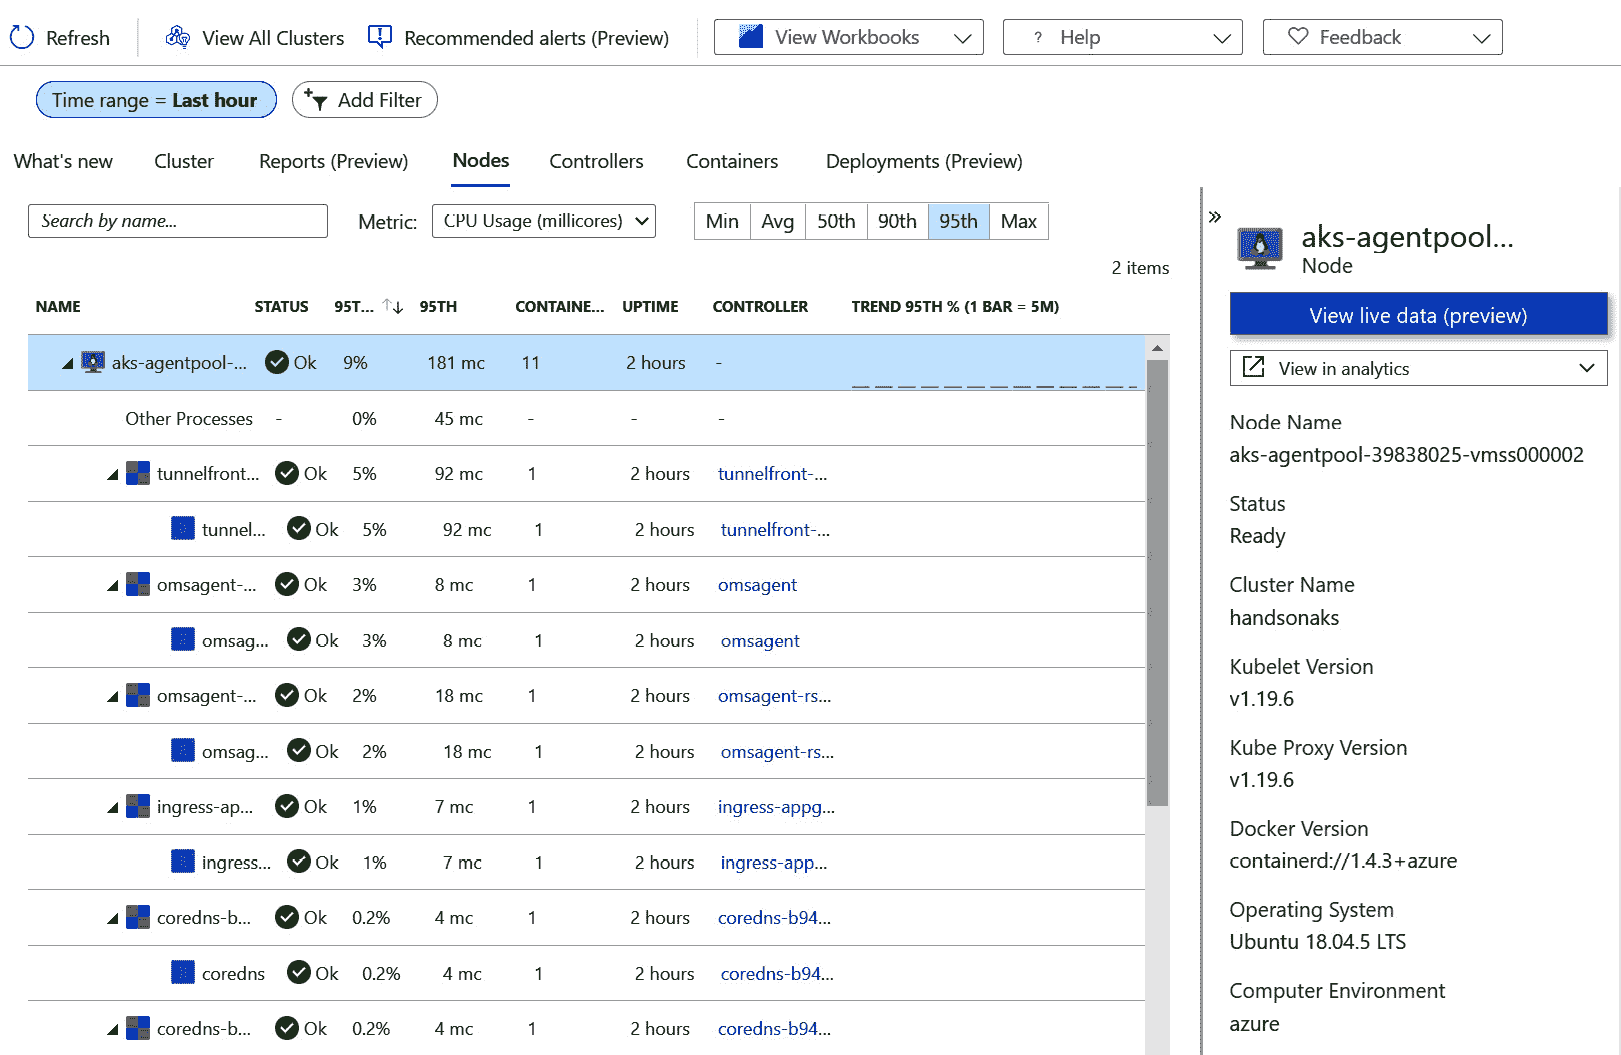 Refresh View All Clusters Recommended alerts (Preview) View Workbooks ? Help Feedback
Time range = Last hour Add Filter
What's new Cluster Reports (Preview) Nodes Controllers Containers Deployments (Preview)
Search by name... Metric: CPU Usage (millicores) Min Avg 50th 90th 95th Max
2 items
NAME STATUS 95T... ↑↓ 95TH CONTAINE... UPTIME CONTROLLER TREND 95TH % (1 BAR = 5M)
aks-agentpool-... Ok 9% 181 mc 11 2 hours -
Other Processes - 0% 45 mc - - -
tunnelfront... Ok 5% 92 mc 1 2 hours tunnelfront-...
tunnel... Ok 5% 92 mc 1 2 hours tunnelfront-...
omsagent-... Ok 3% 8 mc 1 2 hours omsagent
omsag... Ok 3% 8 mc 1 2 hours omsagent
omsagent-... Ok 2% 18 mc 1 2 hours omsagent-rs...
omsag... Ok 2% 18 mc 1 2 hours omsagent-rs...
ingress-ap... Ok 1% 7 mc 1 2 hours ingress-appg...
ingress... Ok 1% 7 mc 1 2 hours ingress-app...
coredns-b... Ok 0.2% 4 mc 1 2 hours coredns-b94...
coredns Ok 0.2% 4 mc 1 2 hours coredns-b94...
coredns-b... Ok 0.2% 4 mc 1 2 hours coredns-b94...
aks-agentpool...
Node
View live data (preview)
View in analytics
Node Name
aks-agentpool-39838025-vmss000002
Status
Ready
Cluster Name
handsonaks
Kubelet Version
v1.19.6
Kube Proxy Version
v1.19.6
Docker Version
containerd://1.4.3+azure
Operating System
Ubuntu 18.04.5 LTS
Computer Environment
azure